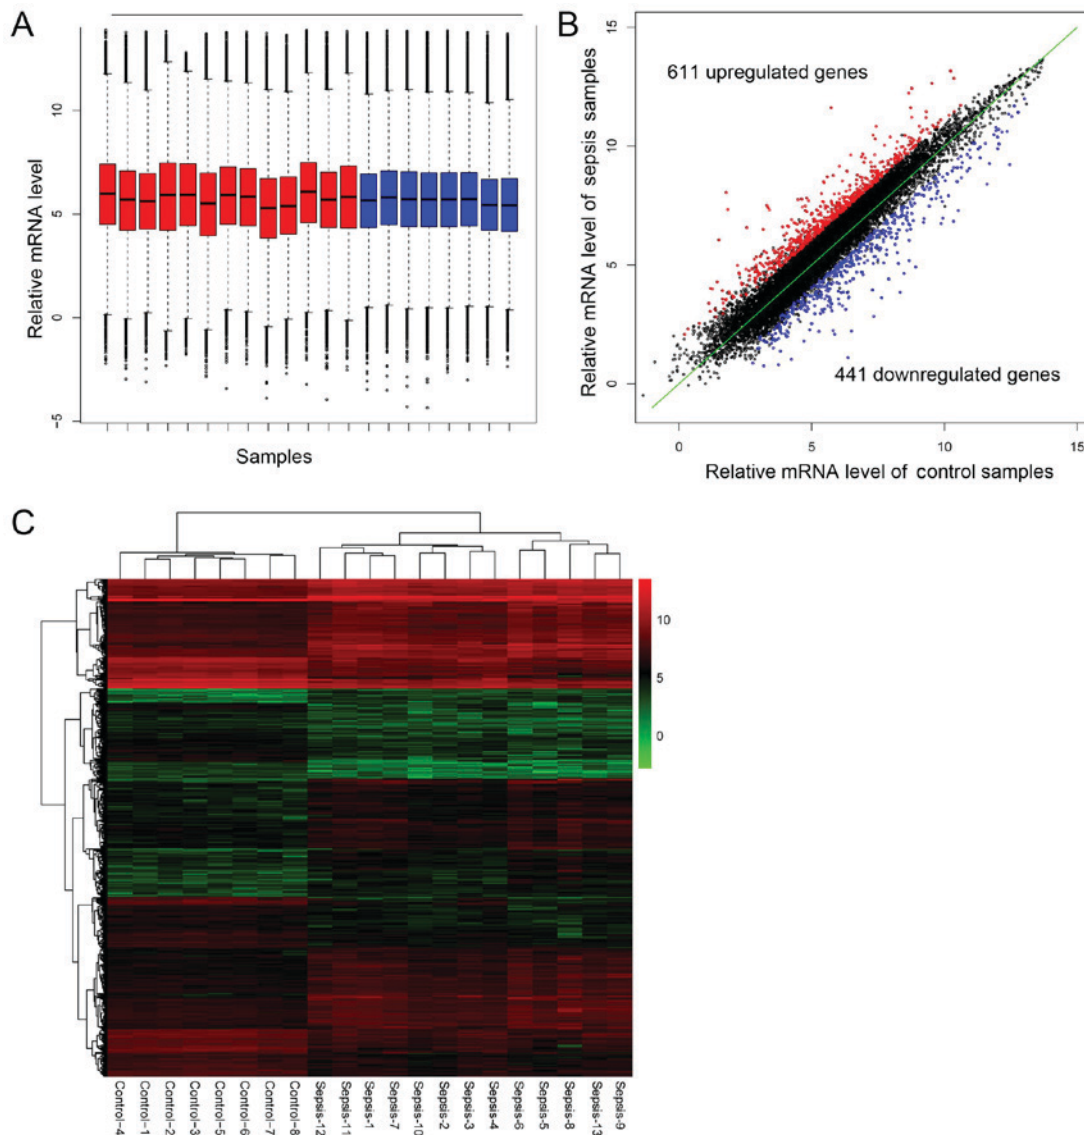 A
Relative mRNA level
10
5
0
−5
Samples
B
Relative mRNA level of sepsis samples
15
10
5
0
611 upregulated genes
441 downregulated genes
0
5
10
15
Relative mRNA level of control samples
C
10
5
0
Control−4
Control−1
Control−2
Control−3
Control−5
Control−6
Control−7
Control−8
Sepsis-12
Sepsis-11
Sepsis-1
Sepsis-7
Sepsis-10
Sepsis-2
Sepsis-3
Sepsis-4
Sepsis-6
Sepsis-5
Sepsis-8
Sepsis-13
Sepsis-9